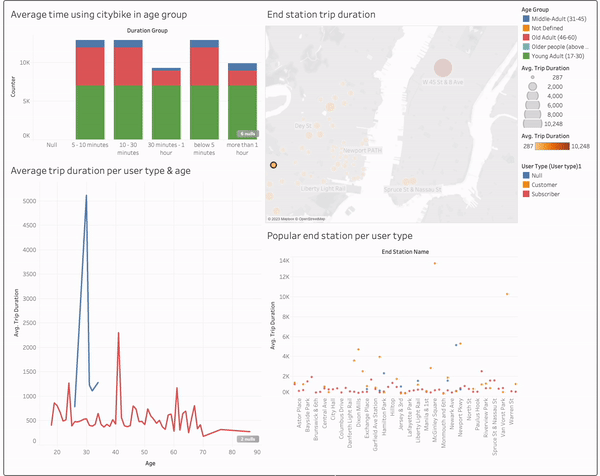 Average time using citybike in age group
Duration Group
Counter
10K
5K
0K
Null
5 - 10 minutes
10 - 30 minutes
30 minutes - 1 hour
below 5 minutes
more than 1 hour
6 nulls
End station trip duration
W 45 St & 8 Ave
City St
Newport PATH
Liberty Light Rail
Spruce St & Nassau St
© 2023 Mapbox © OpenStreetMap
Age Group
Middle-Adult (31-45)
Not Defined
Old Adult (46-60)
Older people (above ..
Young Adult (17-30)
Avg. Trip Duration
287
2,000
4,000
6,000
8,000
10,248
Avg. Trip Duration
287
10,248
User Type (User type)1
Null
Customer
Subscriber
Average trip duration per user type & age
Avg. Trip Duration
5000
4500
4000
3500
3000
2500
2000
1500
1000
500
0
20
30
40
50
60
70
80
90
Age
2 nulls
Popular end station per user type
End Station Name
Avg. Trip Duration
14K
12K
10K
8K
6K
4K
2K
0K
Astor Place
Bayside Park
Brunswick & 6th
Central Ave
City Hall
Columbus Drive
Danforth Light Rail
Dixon Mills
Exchange Place
Garfield Ave Station
Hamilton Park
Hilltop
Jersey & 3rd
Lafayette Park
Liberty Light Rail
Manila & 1st
McGinley Square
Monmouth and 6th
Newark Ave
Newport Pkwy
North St
Paulus Hook
Riverview Park
Spruce St & Nassau St
Van Vorst Park
Warren St